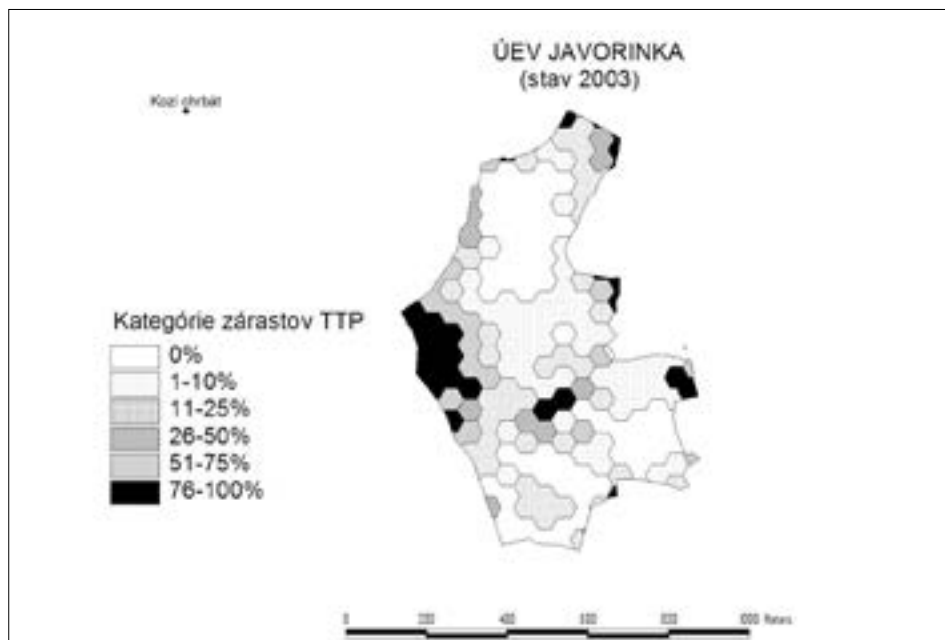 ÚEV JAVORINKA
(stav 2003)
Kozí chrbát
Kategórie zárastov TTP
0%
1-10%
11-25%
26-50%
51-75%
76-100%
0 200 400 600 800 1000 Meters